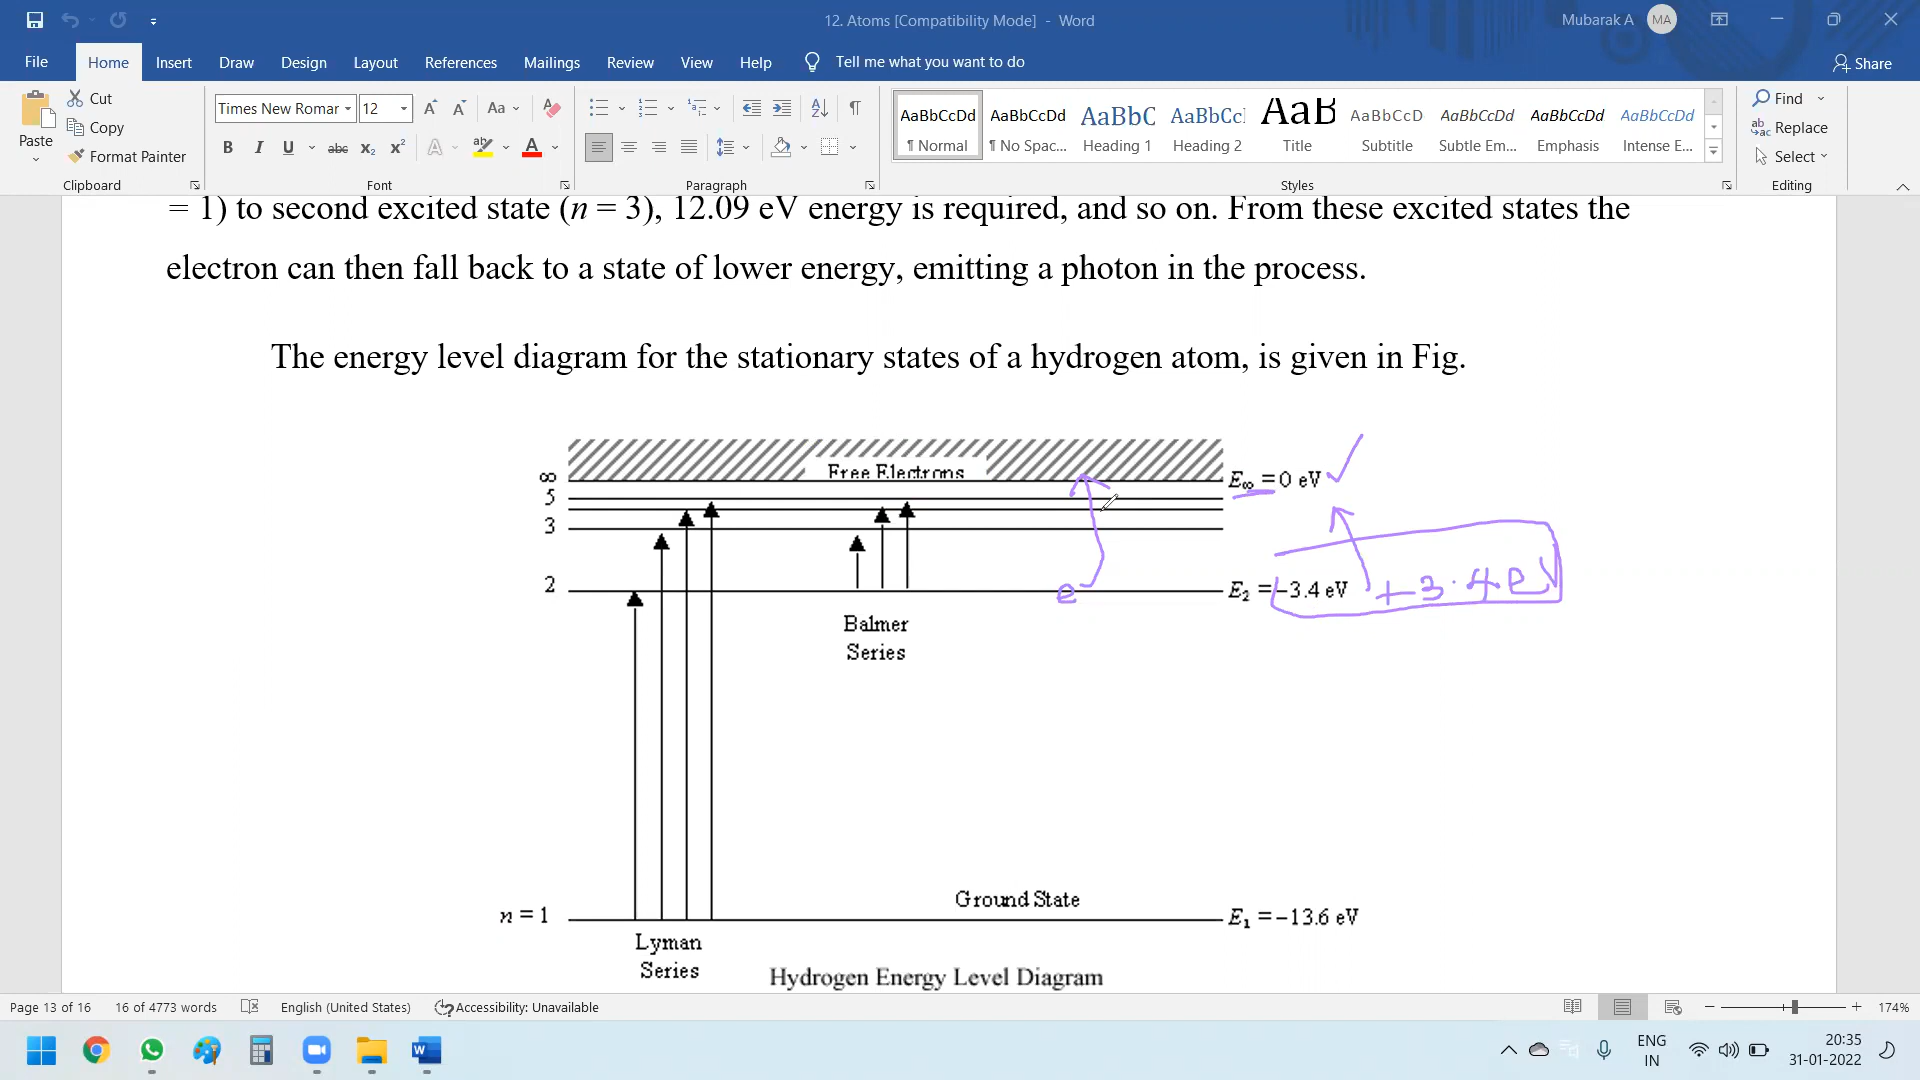 12. Atoms [Compatibility Mode] - Word
Mubarak A MA
File Home Insert Draw Design Layout References Mailings Review View Help Tell me what you want to do Share
Paste
Cut
Copy
Format Painter
Clipboard
Times New Romar 12 Aa
B I U abc x₂ x² A A
Font
Paragraph
AaBbCcDd AaBbCcDd AaBbC AaBbCc AaB AaBbCcD AaBbCcDd AaBbCcDd AaBbCcDd
¶ Normal ¶ No Spac... Heading 1 Heading 2 Title Subtitle Subtle Em... Emphasis Intense E...
Styles
Find
Replace
Select
Editing
= 1) to second excited state (n = 3), 12.09 eV energy is required, and so on. From these excited states the
electron can then fall back to a state of lower energy, emitting a photon in the process.
The energy level diagram for the stationary states of a hydrogen atom, is given in Fig.
Free Electrons
∞ E∞ = 0 eV
5
3
2 e E₂ = −3.4 eV +3.4eV
Balmer
Series
Ground State
n = 1 E₁ = −13.6 eV
Lyman
Series
Hydrogen Energy Level Diagram
Page 13 of 16 16 of 4773 words English (United States) Accessibility: Unavailable 174%
ENG
IN
20:35
31-01-2022